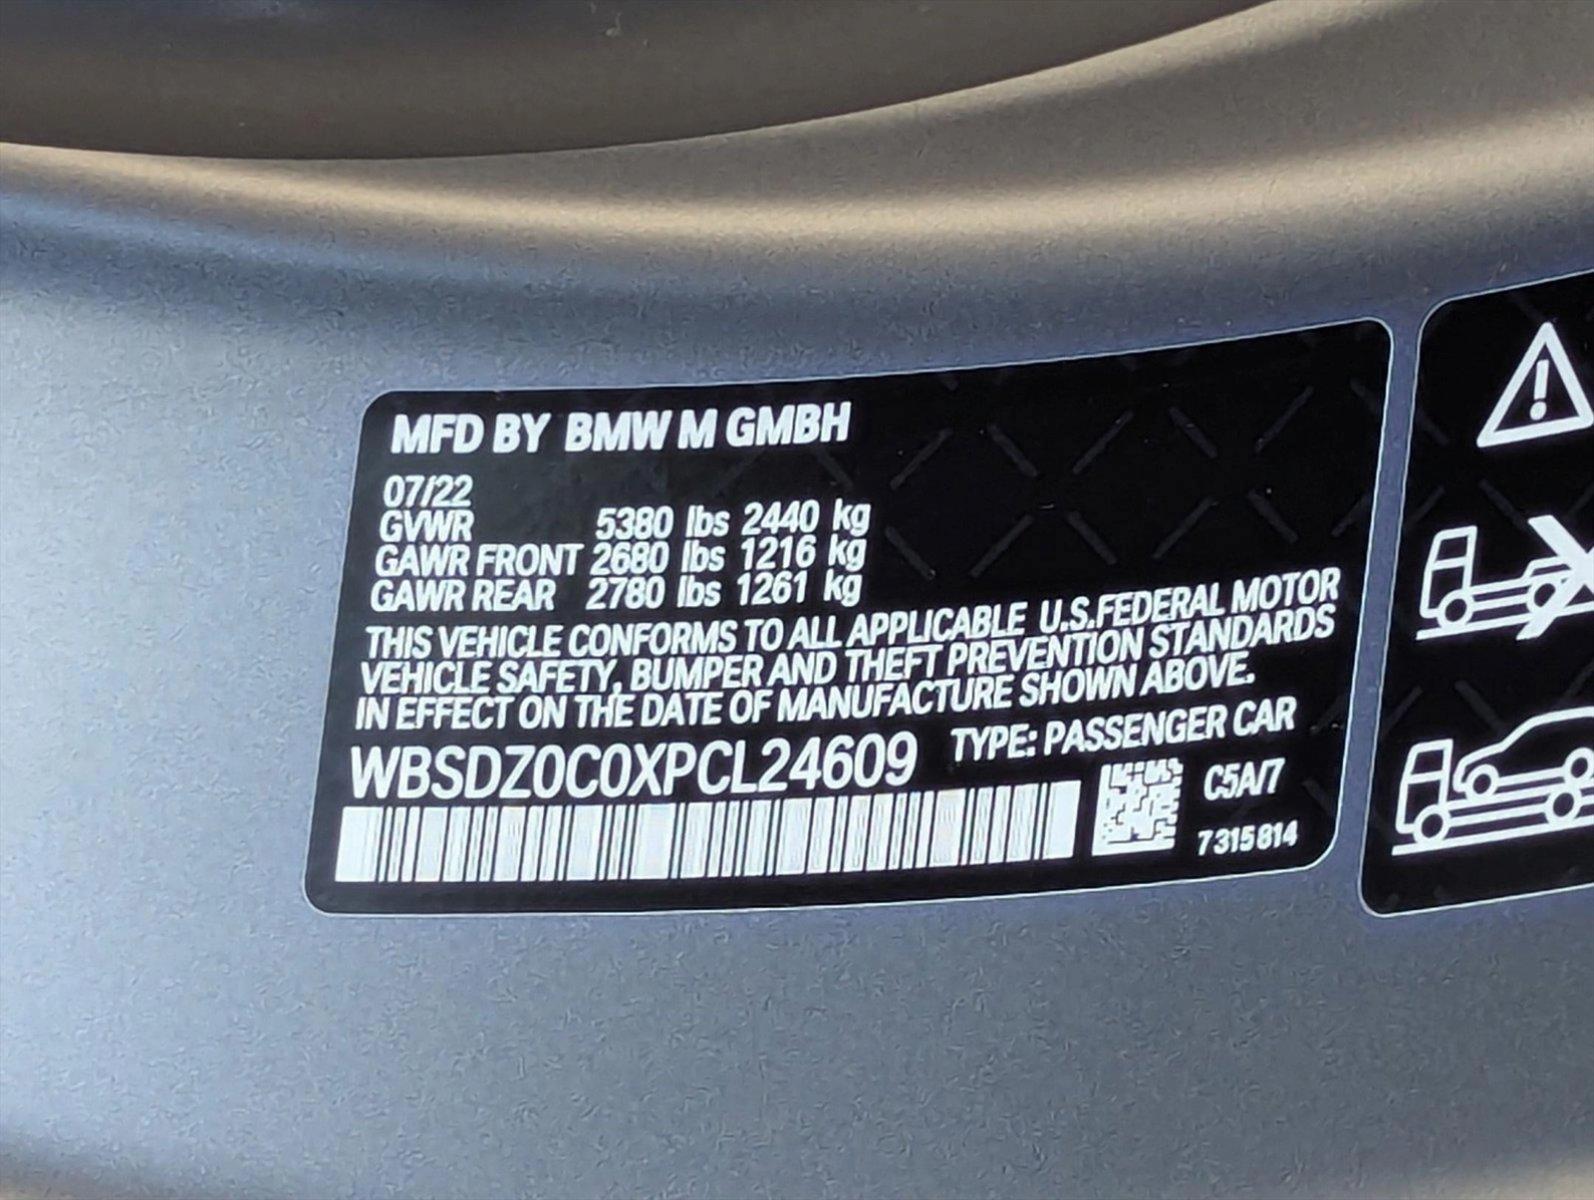 MFD BY BMW M GMBH
07/22
GVWR 5380 lbs 2440 kg
GAWR FRONT 2680 lbs 1216 kg
GAWR REAR 2780 lbs 1261 kg
THIS VEHICLE CONFORMS TO ALL APPLICABLE U.S.FEDERAL MOTOR
VEHICLE SAFETY, BUMPER AND THEFT PREVENTION STANDARDS
IN EFFECT ON THE DATE OF MANUFACTURE SHOWN ABOVE.
WBSDZ0C0XPCL24609 TYPE: PASSENGER CAR
C5A/7
7315814